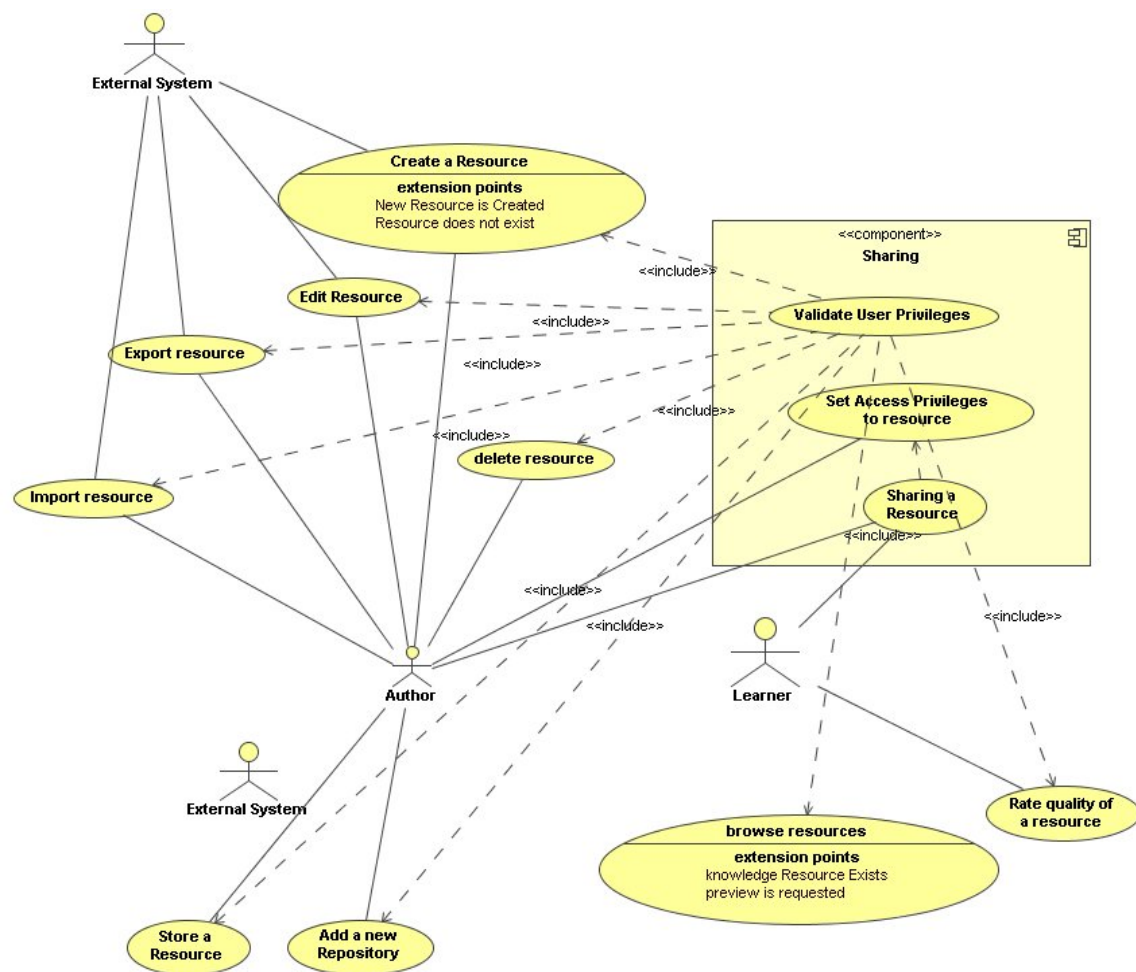 External System
Create a Resource
extension points
New Resource is Created
Resource does not exist
<<component>>
Sharing
<<include>>
Edit Resource
Validate User Privileges
<<include>>
Export resource
<<include>>
Set Access Privileges
to resource
<<include>>
<<include>>
delete resource
Import resource
Sharing a
Resource
<<include>>
<<include>>
<<include>>
<<include>>
Author
Learner
External System
Rate quality of
a resource
browse resources
extension points
knowledge Resource Exists
preview is requested
Store a
Resource
Add a new
Repository